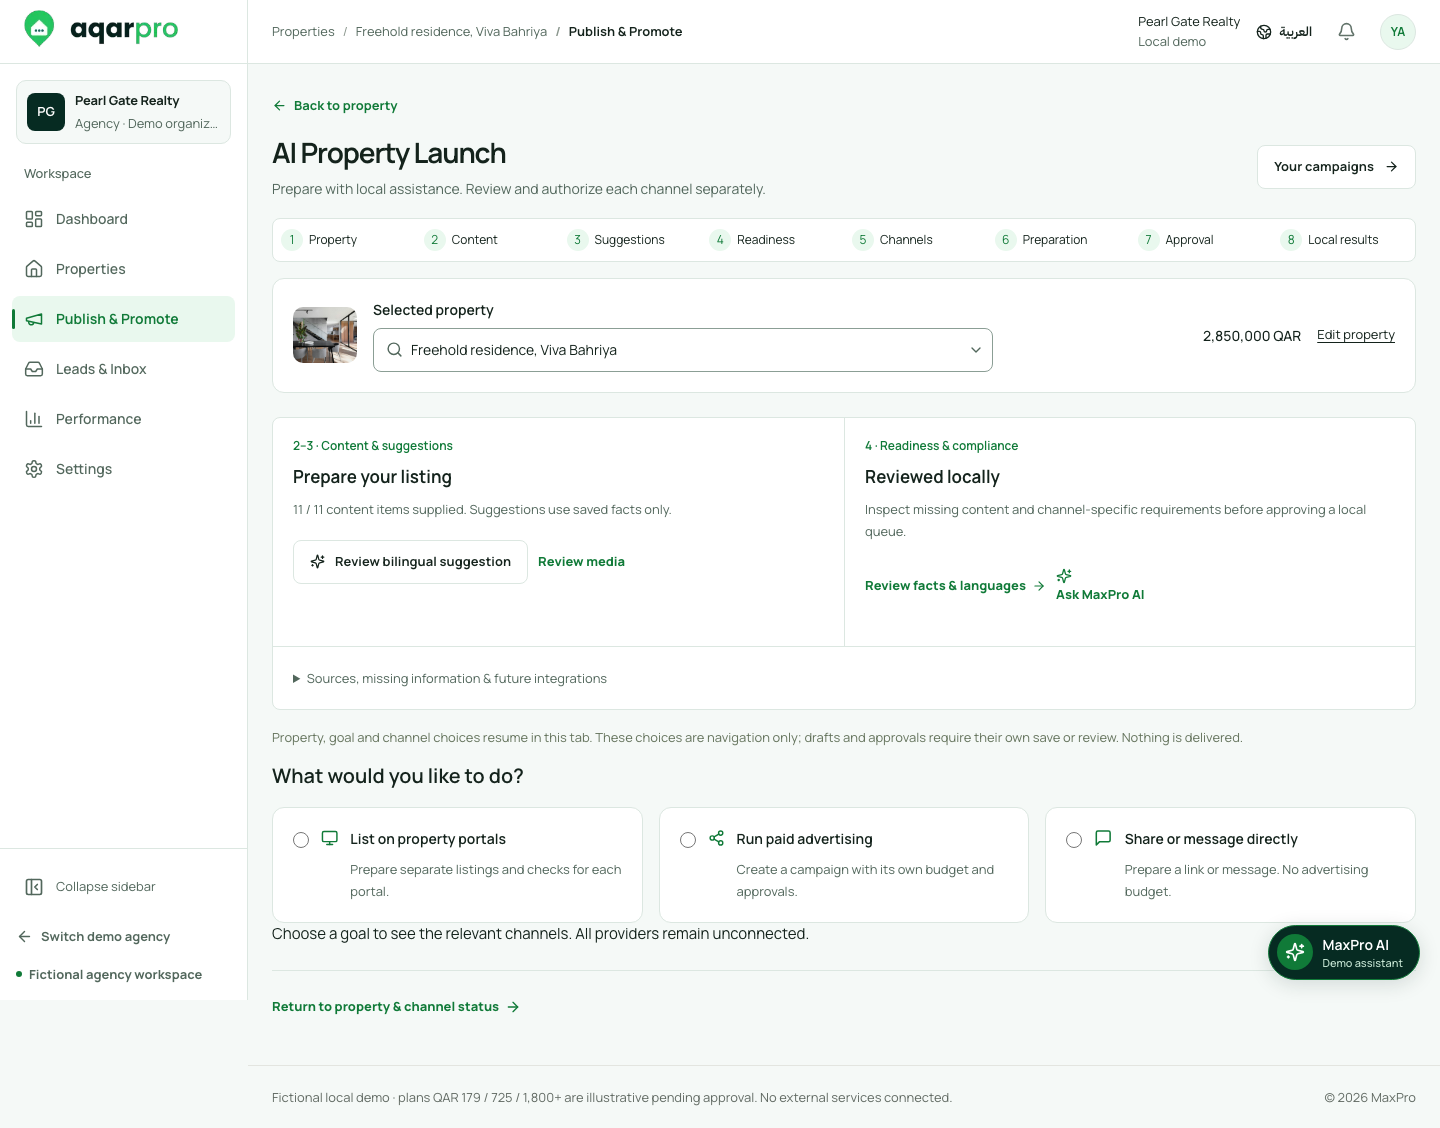 aqarpro
Properties / Freehold residence, Viva Bahriya / Publish & Promote
Pearl Gate Realty
Local demo
العربية
YA
PG
Pearl Gate Realty
Agency · Demo organiz...
Workspace
Dashboard
Properties
Publish & Promote
Leads & Inbox
Performance
Settings
Collapse sidebar
Switch demo agency
Fictional agency workspace
Back to property
AI Property Launch
Prepare with local assistance. Review and authorize each channel separately.
Your campaigns
1 Property
2 Content
3 Suggestions
4 Readiness
5 Channels
6 Preparation
7 Approval
8 Local results
Selected property
Freehold residence, Viva Bahriya
2,850,000 QAR
Edit property
2–3 · Content & suggestions
Prepare your listing
11 / 11 content items supplied. Suggestions use saved facts only.
Review bilingual suggestion
Review media
4 · Readiness & compliance
Reviewed locally
Inspect missing content and channel-specific requirements before approving a local
queue.
Review facts & languages
Ask MaxPro AI
Sources, missing information & future integrations
Property, goal and channel choices resume in this tab. These choices are navigation only; drafts and approvals require their own save or review. Nothing is delivered.
What would you like to do?
List on property portals
Prepare separate listings and checks for each
portal.
Run paid advertising
Create a campaign with its own budget and
approvals.
Share or message directly
Prepare a link or message. No advertising
budget.
Choose a goal to see the relevant channels. All providers remain unconnected.
MaxPro AI
Demo assistant
Return to property & channel status
Fictional local demo · plans QAR 179 / 725 / 1,800+ are illustrative pending approval. No external services connected.
© 2026 MaxPro